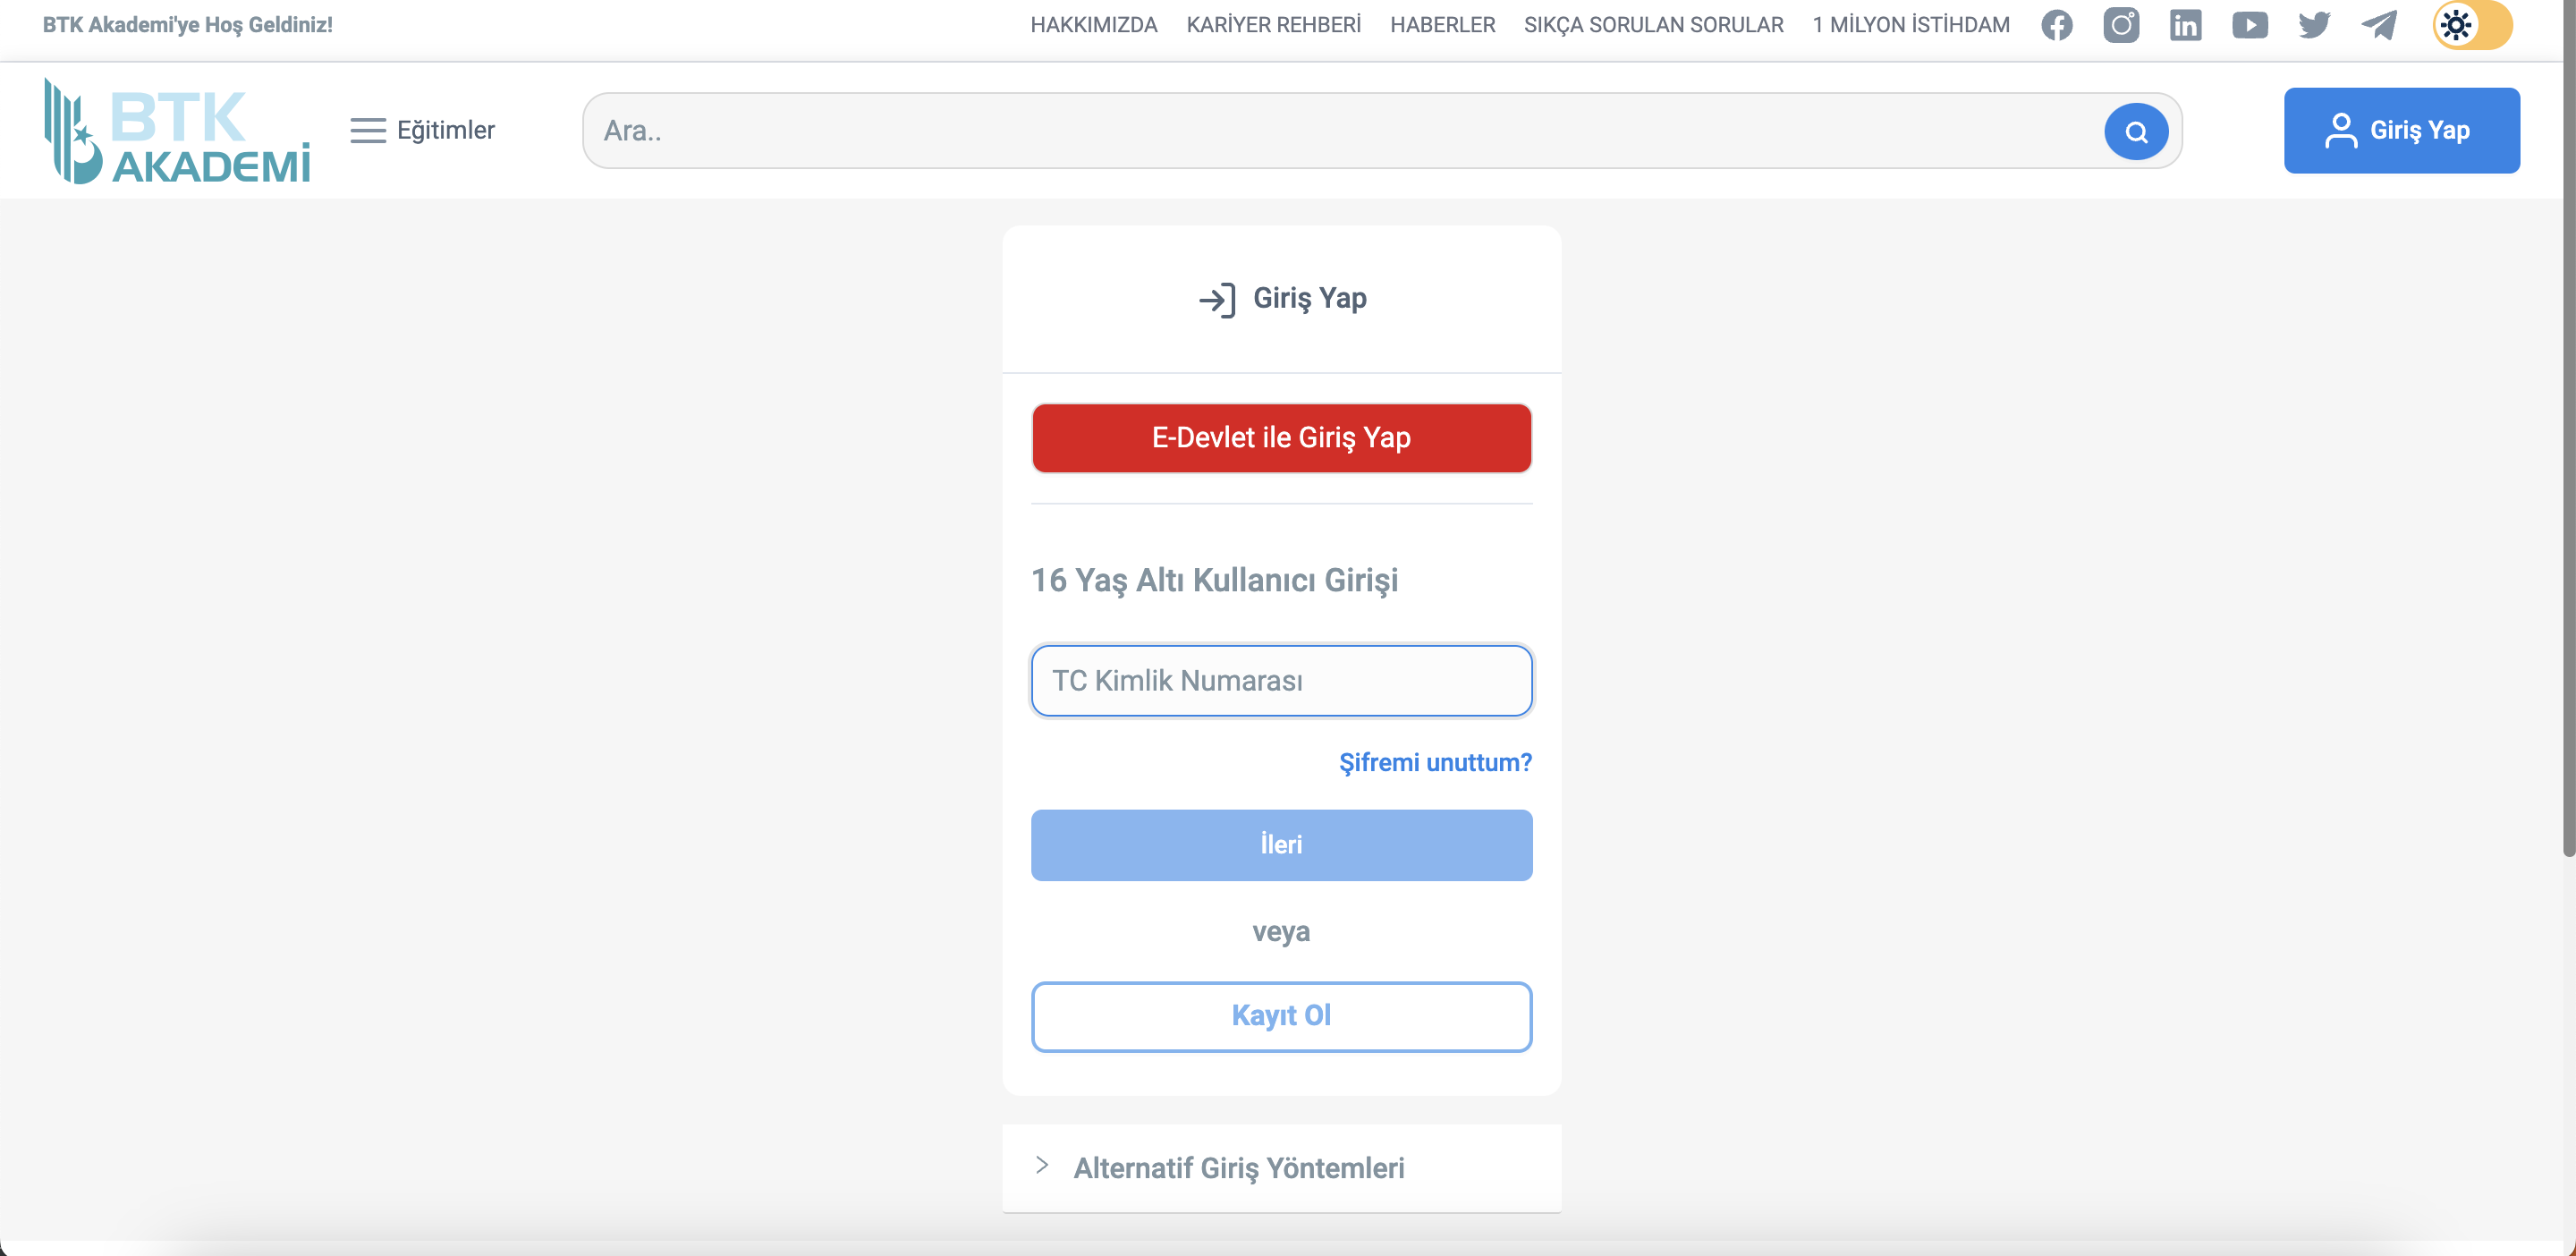 BTK Akademi'ye Hoş Geldiniz!
HAKKIMIZDA KARİYER REHBERİ HABERLER SIKÇA SORULAN SORULAR 1 MİLYON İSTİHDAM
BTK
AKADEMİ
Eğitimler
Ara..
Giriş Yap
Giriş Yap
E-Devlet ile Giriş Yap
16 Yaş Altı Kullanıcı Girişi
TC Kimlik Numarası
Şifremi unuttum?
İleri
veya
Kayıt Ol
Alternatif Giriş Yöntemleri